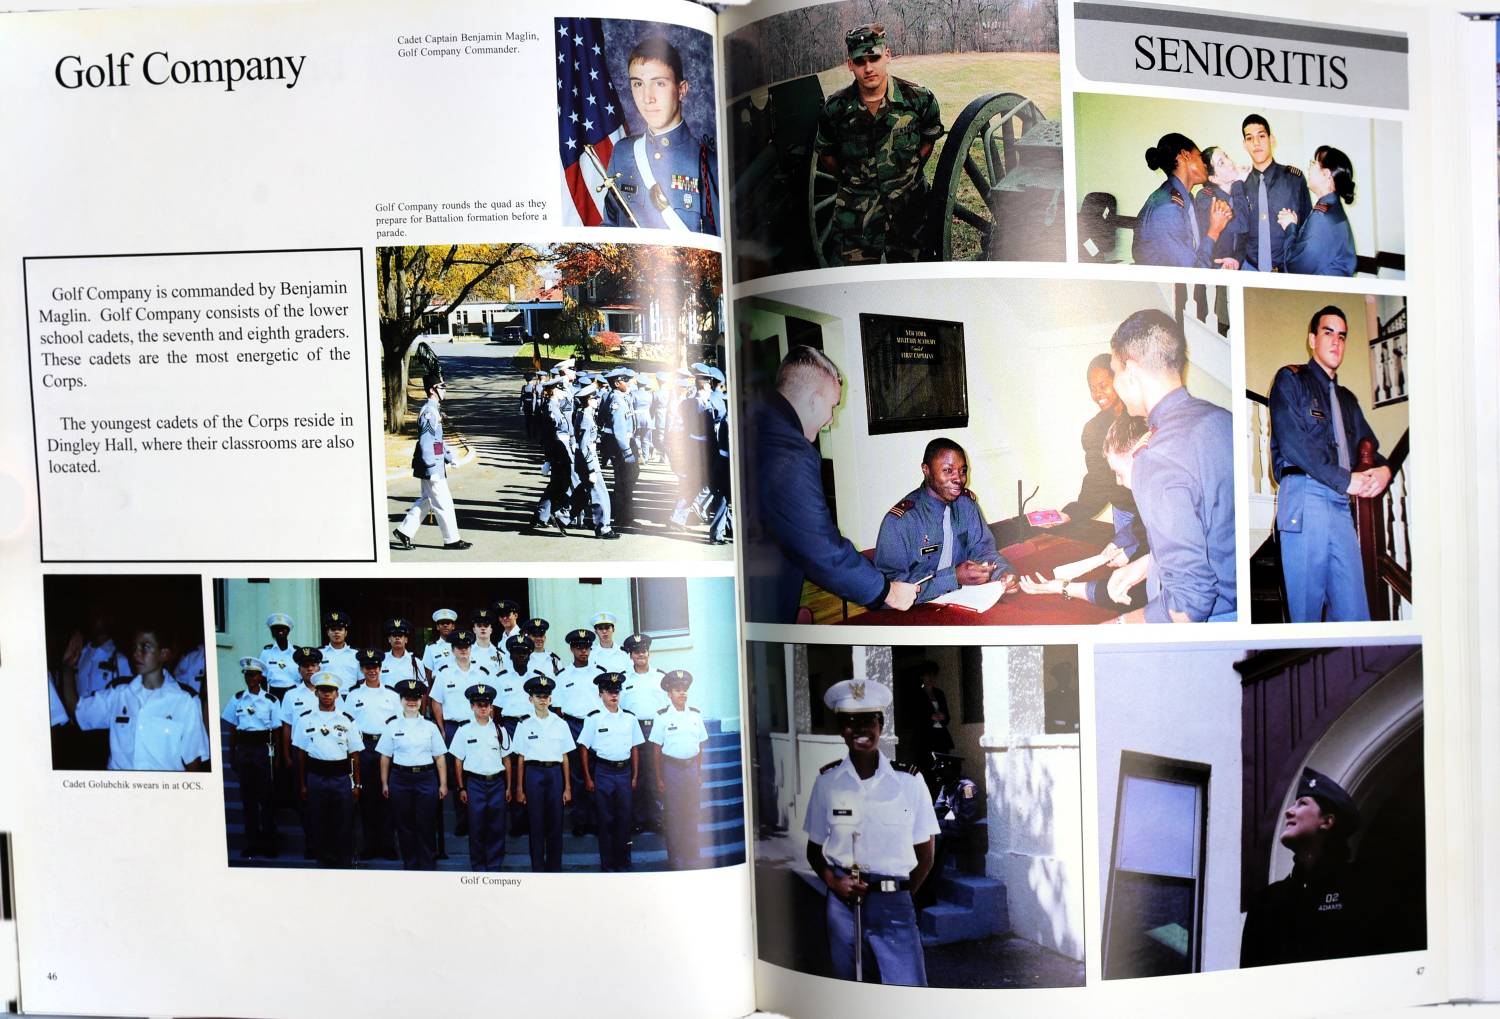 Golf Company
Cadet Captain Benjamin Maglin,
Golf Company Commander.
Golf Company rounds the quad as they
prepare for Battalion formation before a
parade.
Golf Company is commanded by Benjamin
Maglin. Golf Company consists of the lower
school cadets, the seventh and eighth graders.
These cadets are the most energetic of the
Corps.
The youngest cadets of the Corps reside in
Dingley Hall, where their classrooms are also
located.
Cadet Golubchik swears in at OCS.
Golf Company
46
SENIORITIS
NEW YORK
MILITARY ACADEMY
Cadet
FIRST CAPTAINS
02
ADAMS
47